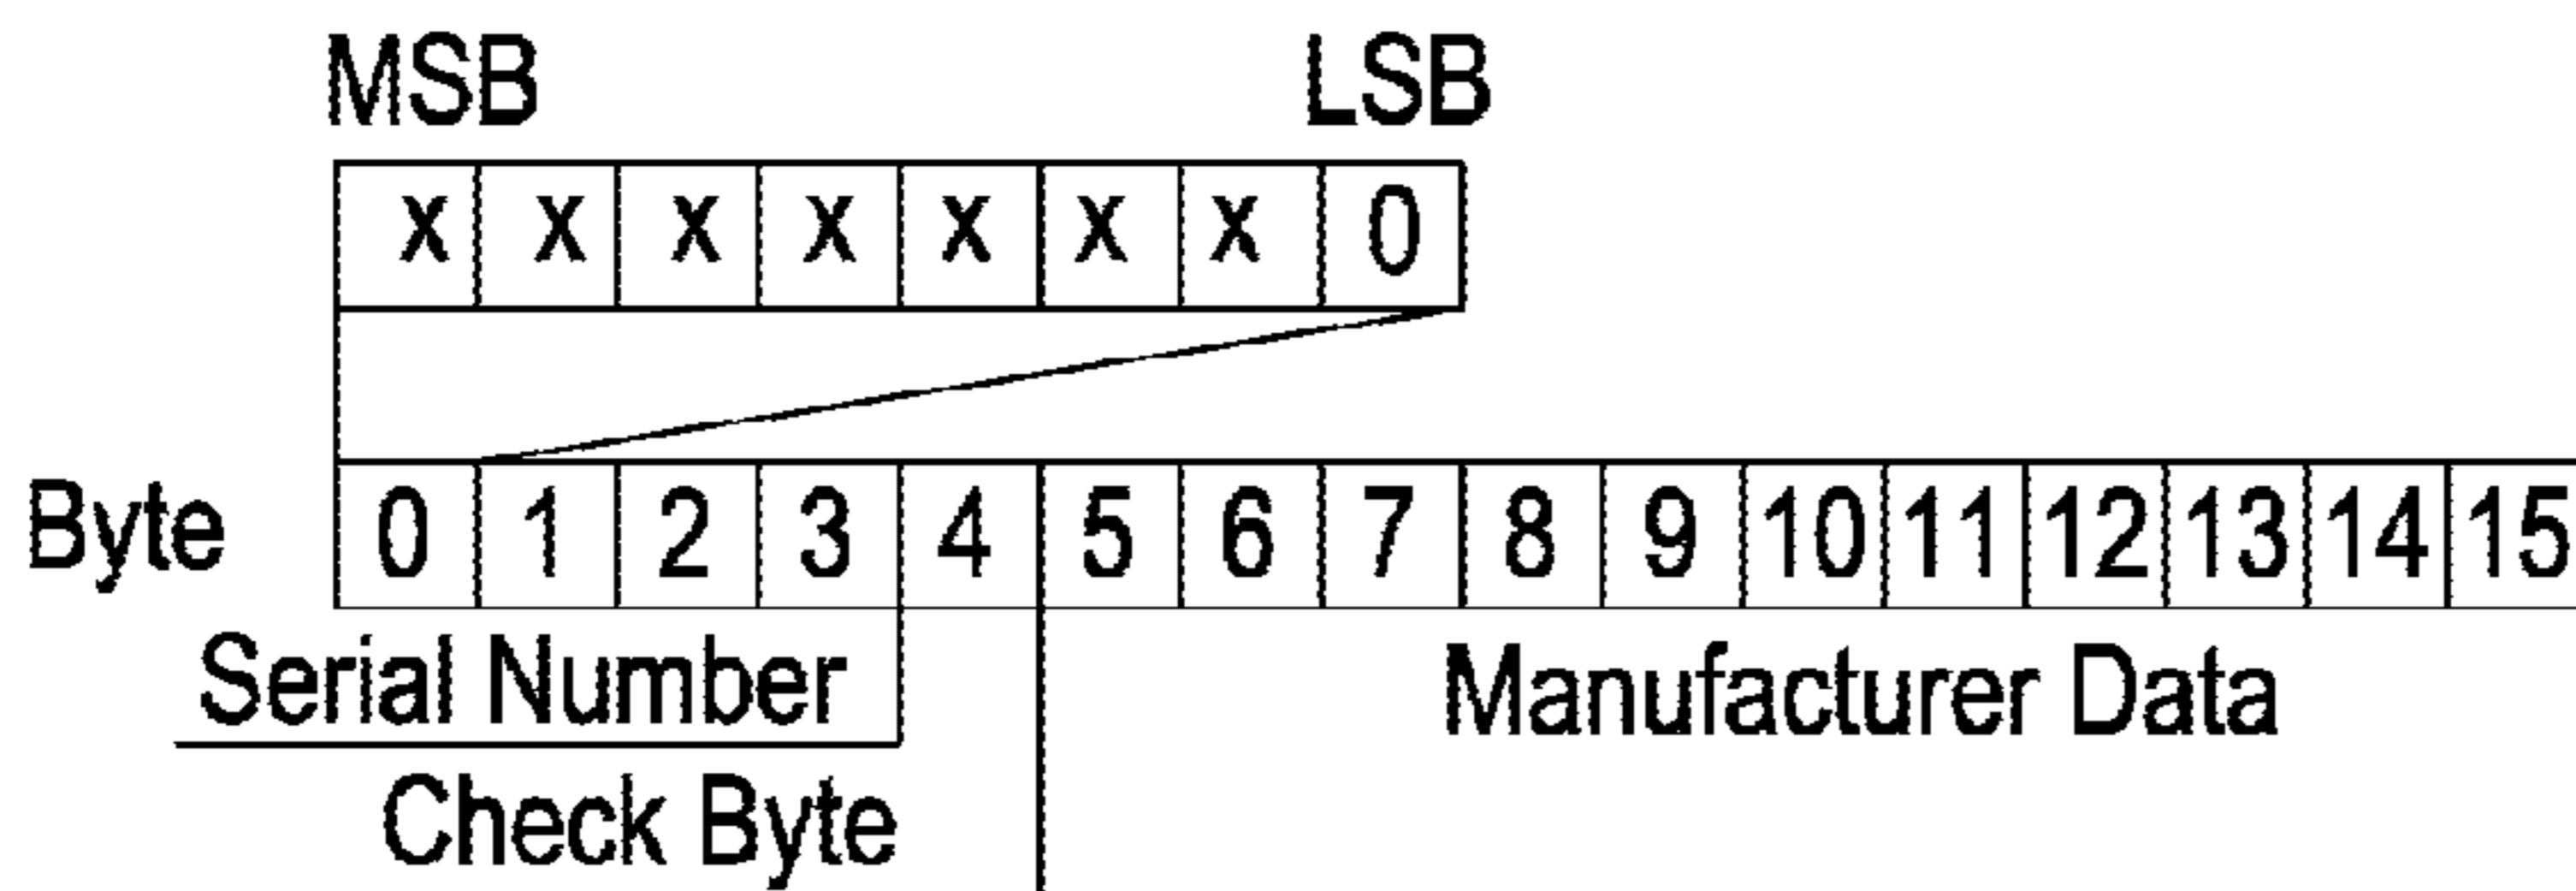 MSB LSB
x x x x x x x 0
Byte 0 1 2 3 4 5 6 7 8 9 10 11 12 13 14 15
Serial Number Manufacturer Data
Check Byte